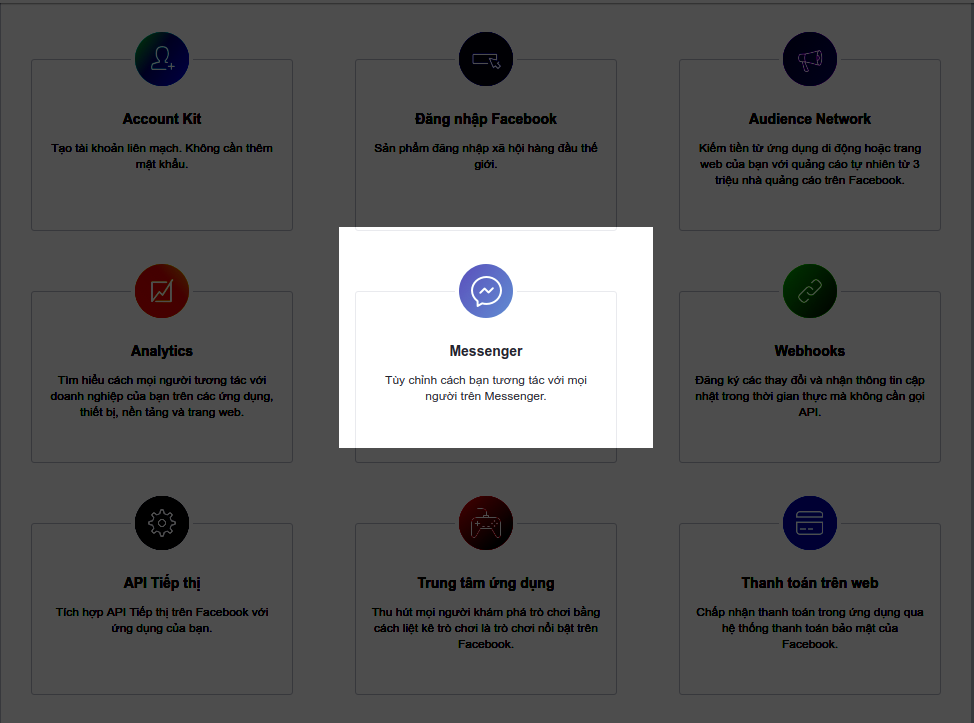 Account Kit
Tạo tài khoản liên mạch. Không cần thêm
mật khẩu.
Đăng nhập Facebook
Sản phẩm đăng nhập xã hội hàng đầu thế
giới.
Audience Network
Kiếm tiền từ ứng dụng di động hoặc trang
web của bạn với quảng cáo tự nhiên từ 3
triệu nhà quảng cáo trên Facebook.
Analytics
Tìm hiểu cách mọi người tương tác với
doanh nghiệp của bạn trên các ứng dụng,
thiết bị, nền tảng và trang web.
Messenger
Tùy chỉnh cách bạn tương tác với mọi
người trên Messenger.
Webhooks
Đăng ký các thay đổi và nhận thông tin cập
nhật trong thời gian thực mà không cần gọi
API.
API Tiếp thị
Tích hợp API Tiếp thị trên Facebook với
ứng dụng của bạn.
Trung tâm ứng dụng
Thu hút mọi người khám phá trò chơi bằng
cách liệt kê trò chơi là trò chơi nổi bật trên
Facebook.
Thanh toán trên web
Chấp nhận thanh toán trong ứng dụng qua
hệ thống thanh toán bảo mật của
Facebook.